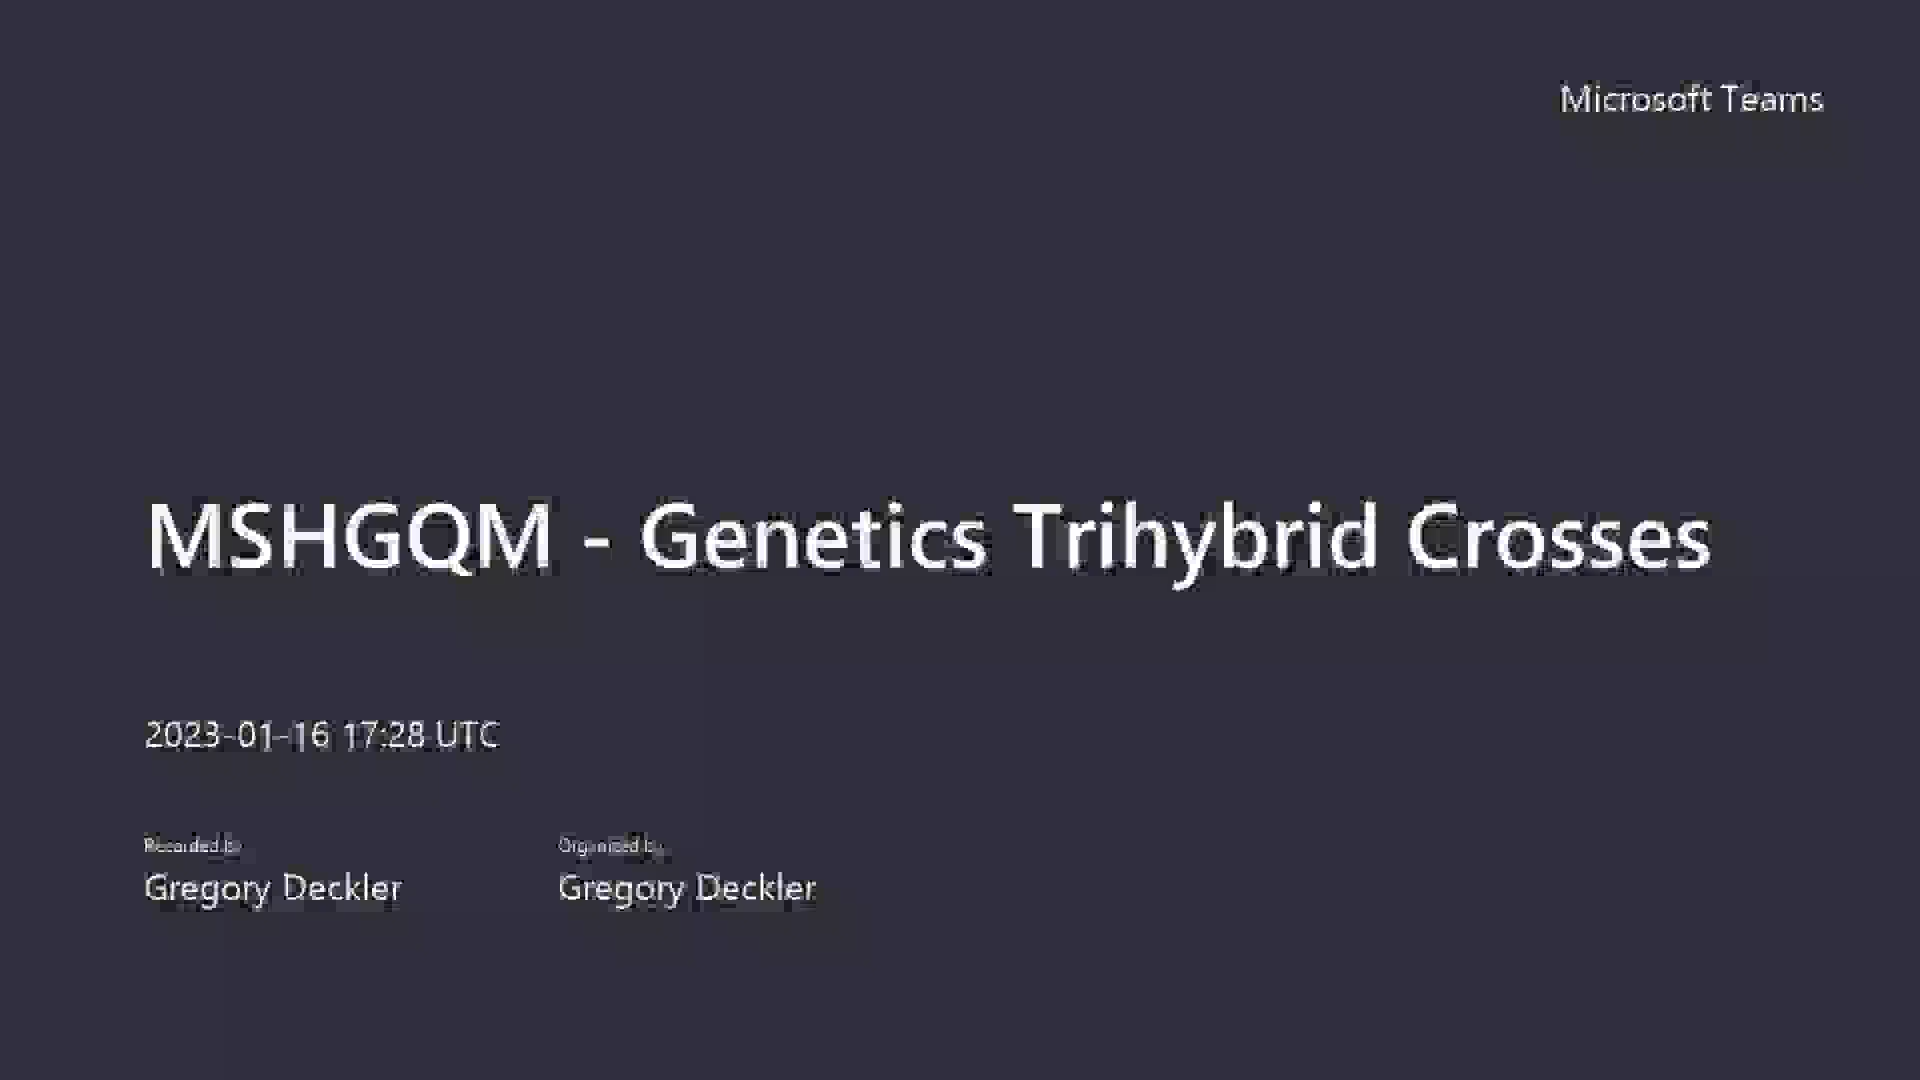 Microsoft Teams
MSHGQM - Genetics Trihybrid Crosses
2023-01-16 17:28 UTC
Recorded by
Organized by
Gregory Deckler
Gregory Deckler